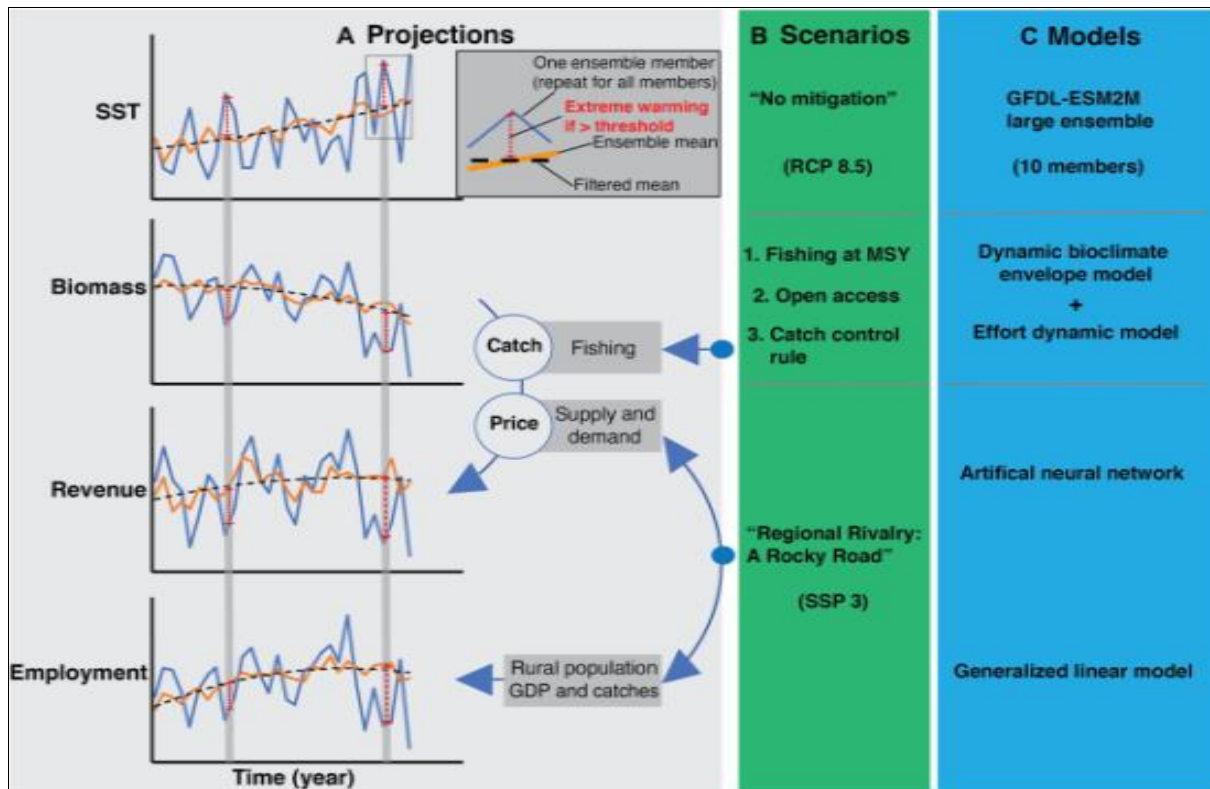 A Projections
SST
One ensemble member
(repeat for all members)
Extreme warming
if > threshold
Ensemble mean
Filtered mean
Biomass
Catch
Fishing
Price
Supply and
demand
Revenue
Employment
Rural population
GDP and catches
Time (year)
B Scenarios
"No mitigation"
(RCP 8.5)
1. Fishing at MSY
2. Open access
3. Catch control
rule
"Regional Rivalry:
A Rocky Road"
(SSP 3)
C Models
GFDL-ESM2M
large ensemble
(10 members)
Dynamic bioclimate
envelope model
+
Effort dynamic model
Artifical neural network
Generalized linear model